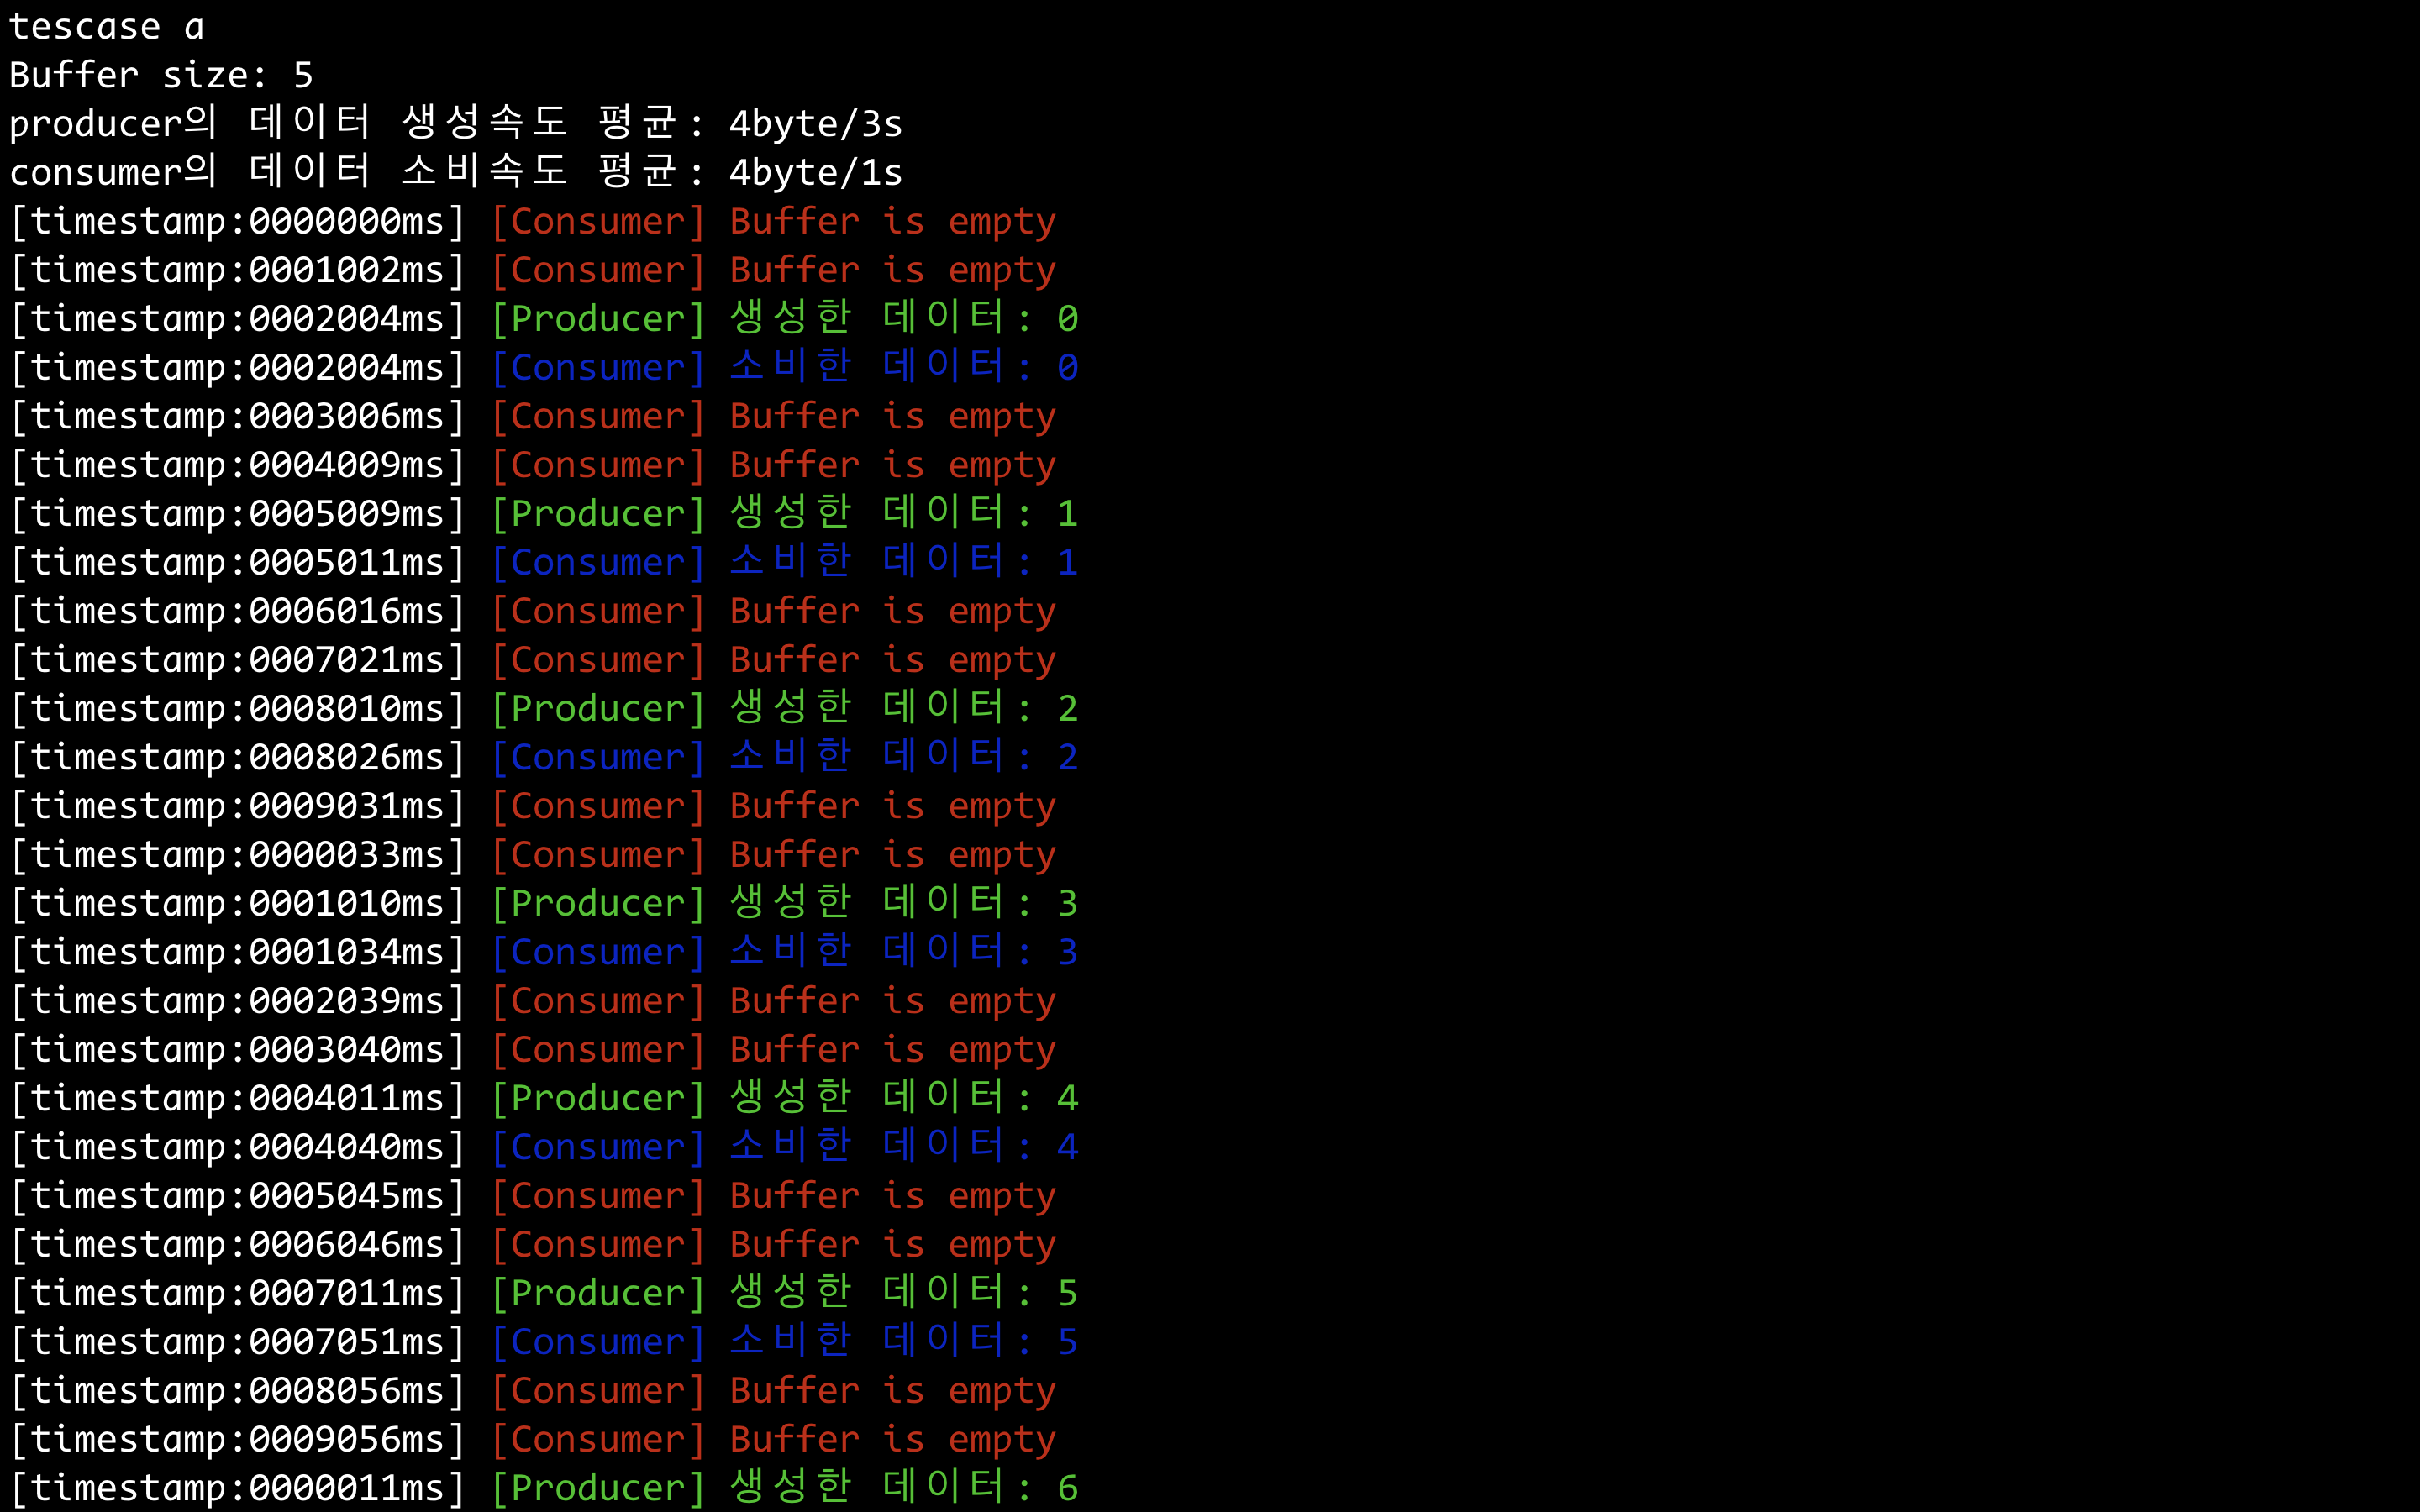 tescase a
Buffer size: 5
producer의 데이터 생성속도 평균: 4byte/3s
consumer의 데이터 소비속도 평균: 4byte/1s
[timestamp:0000000ms] [Consumer] Buffer is empty
[timestamp:0001002ms] [Consumer] Buffer is empty
[timestamp:0002004ms] [Producer] 생성한 데이터: 0
[timestamp:0002004ms] [Consumer] 소비한 데이터: 0
[timestamp:0003006ms] [Consumer] Buffer is empty
[timestamp:0004009ms] [Consumer] Buffer is empty
[timestamp:0005009ms] [Producer] 생성한 데이터: 1
[timestamp:0005011ms] [Consumer] 소비한 데이터: 1
[timestamp:0006016ms] [Consumer] Buffer is empty
[timestamp:0007021ms] [Consumer] Buffer is empty
[timestamp:0008010ms] [Producer] 생성한 데이터: 2
[timestamp:0008026ms] [Consumer] 소비한 데이터: 2
[timestamp:0009031ms] [Consumer] Buffer is empty
[timestamp:0000033ms] [Consumer] Buffer is empty
[timestamp:0001010ms] [Producer] 생성한 데이터: 3
[timestamp:0001034ms] [Consumer] 소비한 데이터: 3
[timestamp:0002039ms] [Consumer] Buffer is empty
[timestamp:0003040ms] [Consumer] Buffer is empty
[timestamp:0004011ms] [Producer] 생성한 데이터: 4
[timestamp:0004040ms] [Consumer] 소비한 데이터: 4
[timestamp:0005045ms] [Consumer] Buffer is empty
[timestamp:0006046ms] [Consumer] Buffer is empty
[timestamp:0007011ms] [Producer] 생성한 데이터: 5
[timestamp:0007051ms] [Consumer] 소비한 데이터: 5
[timestamp:0008056ms] [Consumer] Buffer is empty
[timestamp:0009056ms] [Consumer] Buffer is empty
[timestamp:0000011ms] [Producer] 생성한 데이터: 6